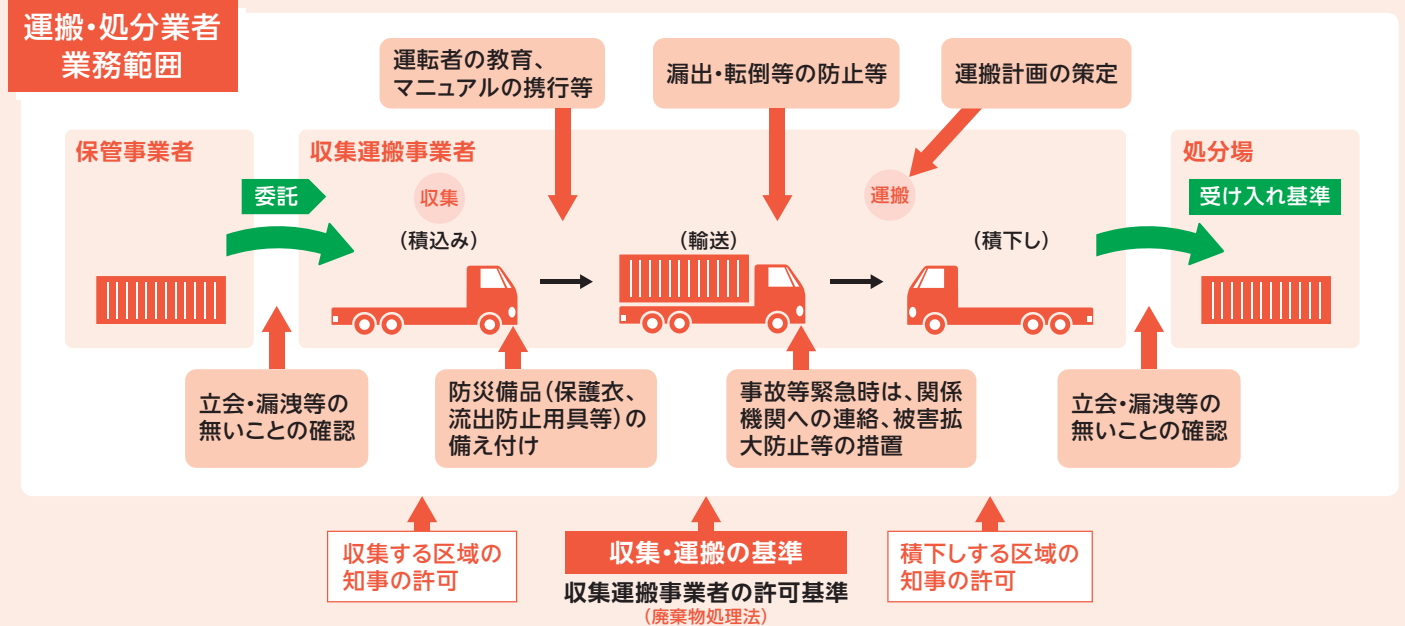 運搬・処分業者
業務範囲
運転者の教育、
マニュアルの携行等
漏出・転倒等の防止等
運搬計画の策定
保管事業者
収集運搬事業者
処分場
委託
収集
運搬
受け入れ基準
（積込み）
（輸送）
（積下し）
立会・漏洩等の
無いことの確認
防災備品（保護衣、
流出防止用具等）の
備え付け
事故等緊急時は、関係
機関への連絡、被害拡
大防止等の措置
立会・漏洩等の
無いことの確認
収集する区域の
知事の許可
収集・運搬の基準
収集運搬事業者の許可基準
（廃棄物処理法）
積下しする区域の
知事の許可